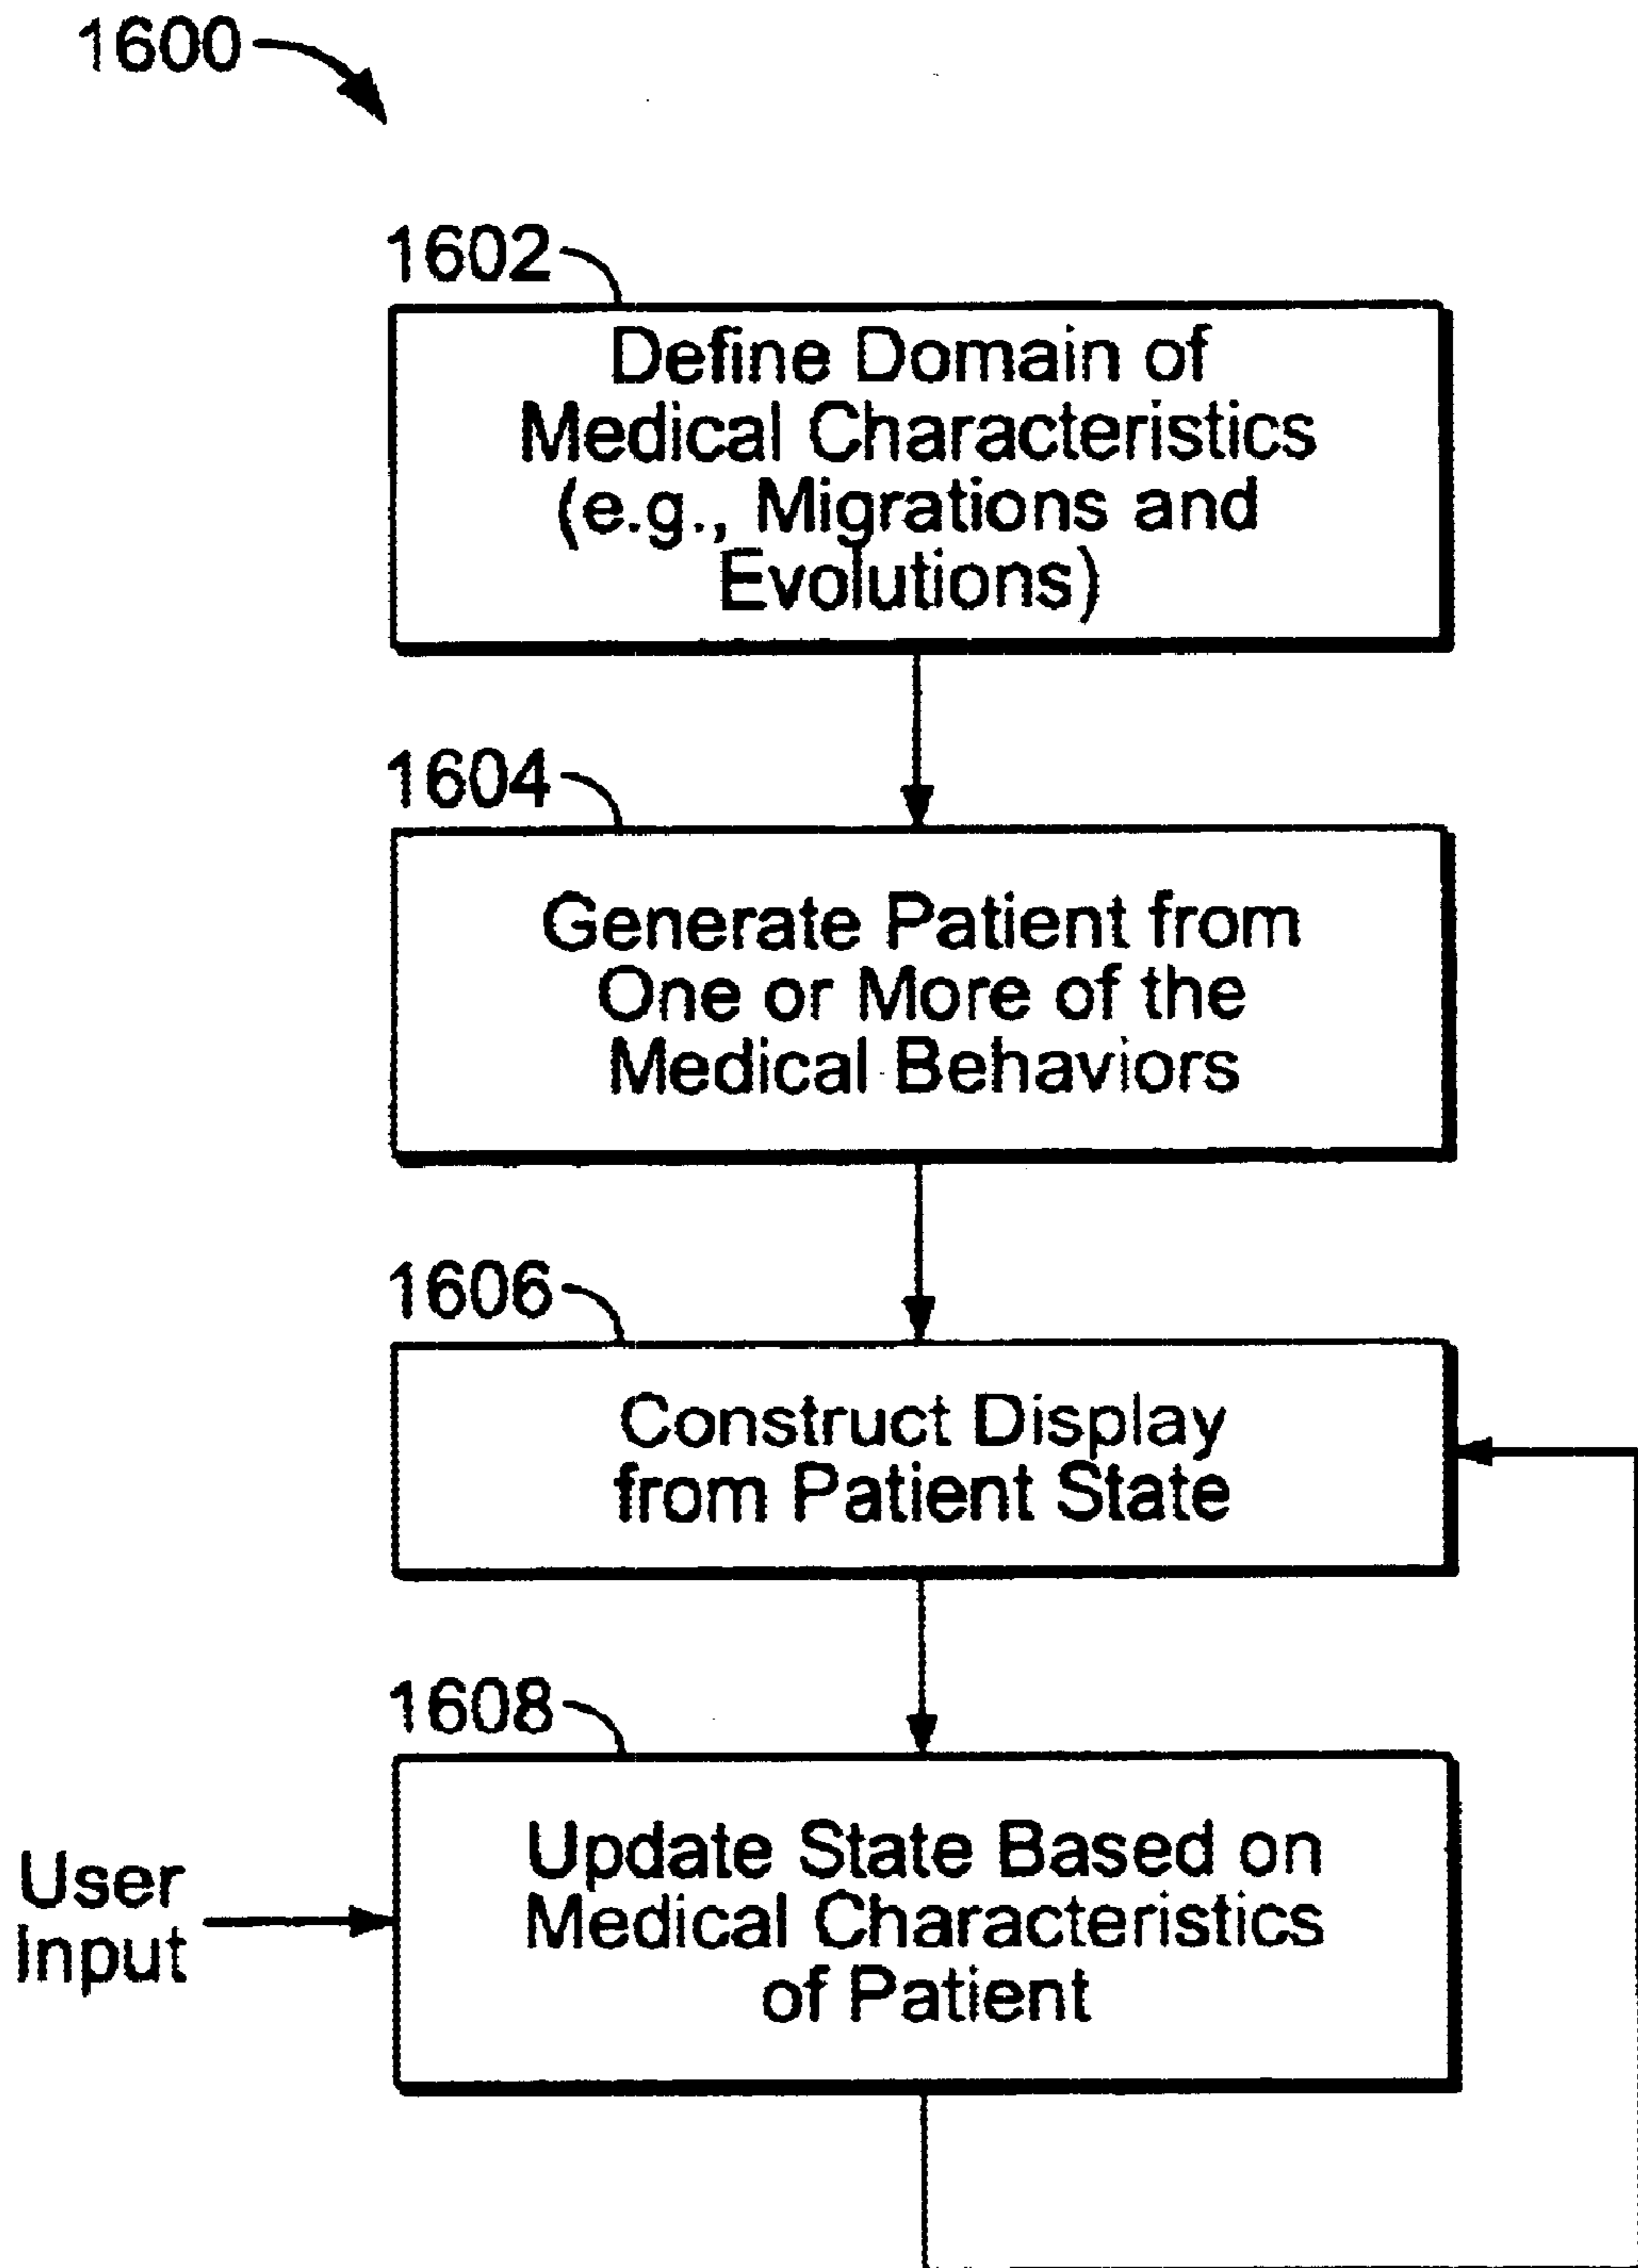 1600
1602
Define Domain of
Medical Characteristics
(e.g., Migrations and
Evolutions)
1604
Generate Patient from
One or More of the
Medical Behaviors
1606
Construct Display
from Patient State
1608
Update State Based on
Medical Characteristics
of Patient
User
Input